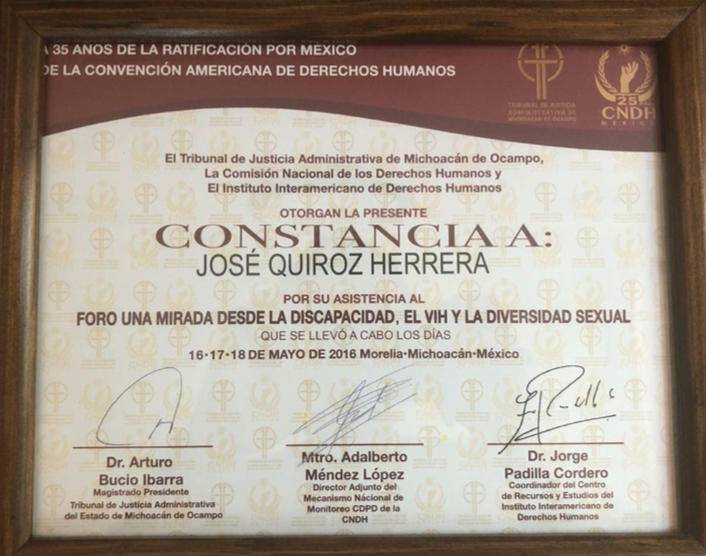 A 35 AÑOS DE LA RATIFICACIÓN POR MÉXICO
DE LA CONVENCIÓN AMERICANA DE DERECHOS HUMANOS
TRIBUNAL DE JUSTICIA
ADMINISTRATIVA DE
MICHOACÁN DE OCAMPO
25
CNDH
MÉXICO
El Tribunal de Justicia Administrativa de Michoacán de Ocampo,
La Comisión Nacional de los Derechos Humanos y
El Instituto Interamericano de Derechos Humanos
OTORGAN LA PRESENTE
CONSTANCIA A:
JOSÉ QUIROZ HERRERA
POR SU ASISTENCIA AL
FORO UNA MIRADA DESDE LA DISCAPACIDAD, EL VIH Y LA DIVERSIDAD SEXUAL
QUE SE LLEVÓ A CABO LOS DÍAS
16·17·18 DE MAYO DE 2016 Morelia·Michoacán·México
Dr. Arturo
Bucio Ibarra
Magistrado Presidente
Tribunal de Justicia Administrativa
del Estado de Michoacán de Ocampo
Mtro. Adalberto
Méndez López
Director Adjunto del
Mecanismo Nacional de
Monitoreo CDPD de la
CNDH
Dr. Jorge
Padilla Cordero
Coordinador del Centro
de Recursos y Estudios del
Instituto Interamericano de
Derechos Humanos